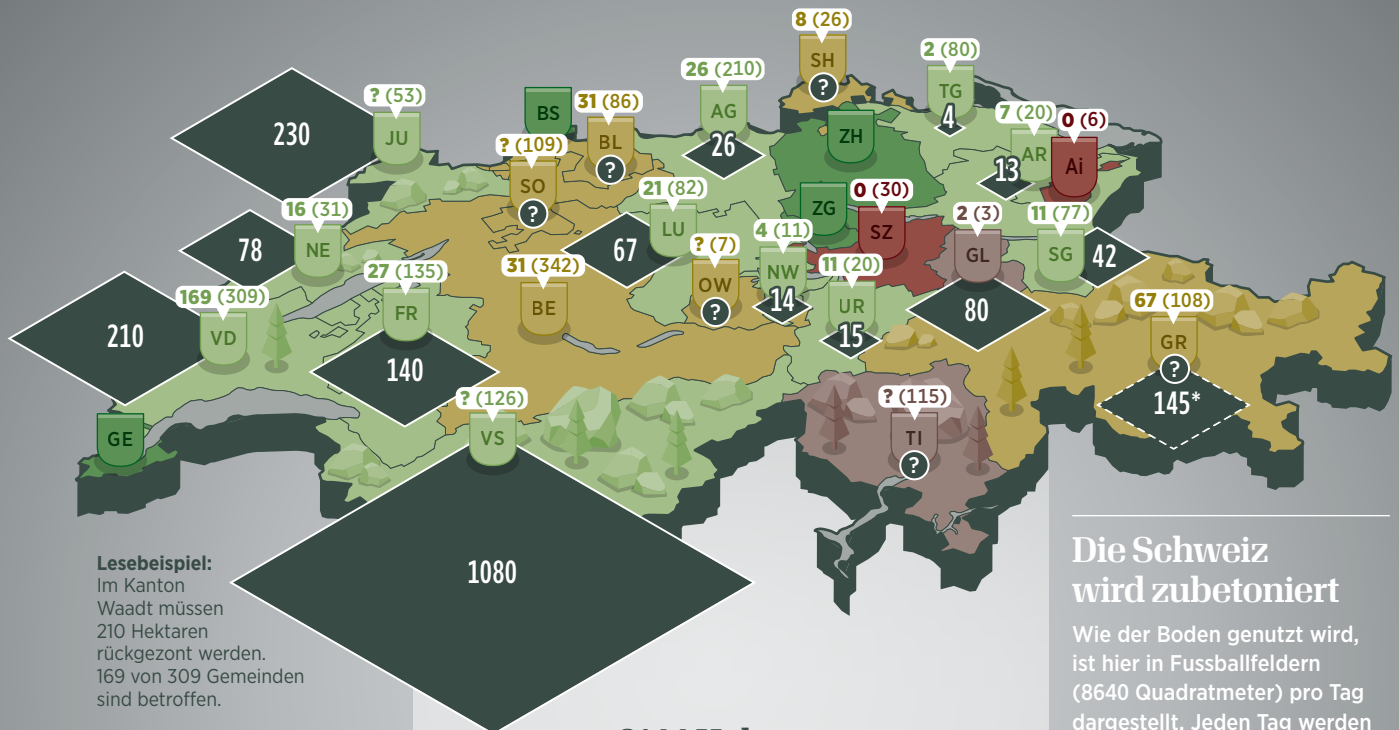 8 (26)
SH
?
2 (80)
TG
4
26 (210)
AG
26
? (53)
JU
230
BS
31 (86)
BL
?
ZH
7 (20)
AR
13
0 (6)
Ai
? (109)
SO
?
21 (82)
LU
67
ZG
0 (30)
SZ
16 (31)
NE
78
? (7)
OW
?
4 (11)
NW
14
2 (3)
GL
80
11 (77)
SG
42
27 (135)
FR
140
31 (342)
BE
11 (20)
UR
15
169 (309)
VD
210
67 (108)
GR
?
145*
? (126)
VS
1080
? (115)
TI
?
GE
Lesebeispiel:
Im Kanton
Waadt müssen
210 Hektaren
rückgezont werden.
169 von 309 Gemeinden
sind betroffen.
Die Schweiz
wird zubetoniert
Wie der Boden genutzt wird,
ist hier in Fussballfeldern
(8640 Quadratmeter) pro Tag
dargestellt. Jeden Tag werden